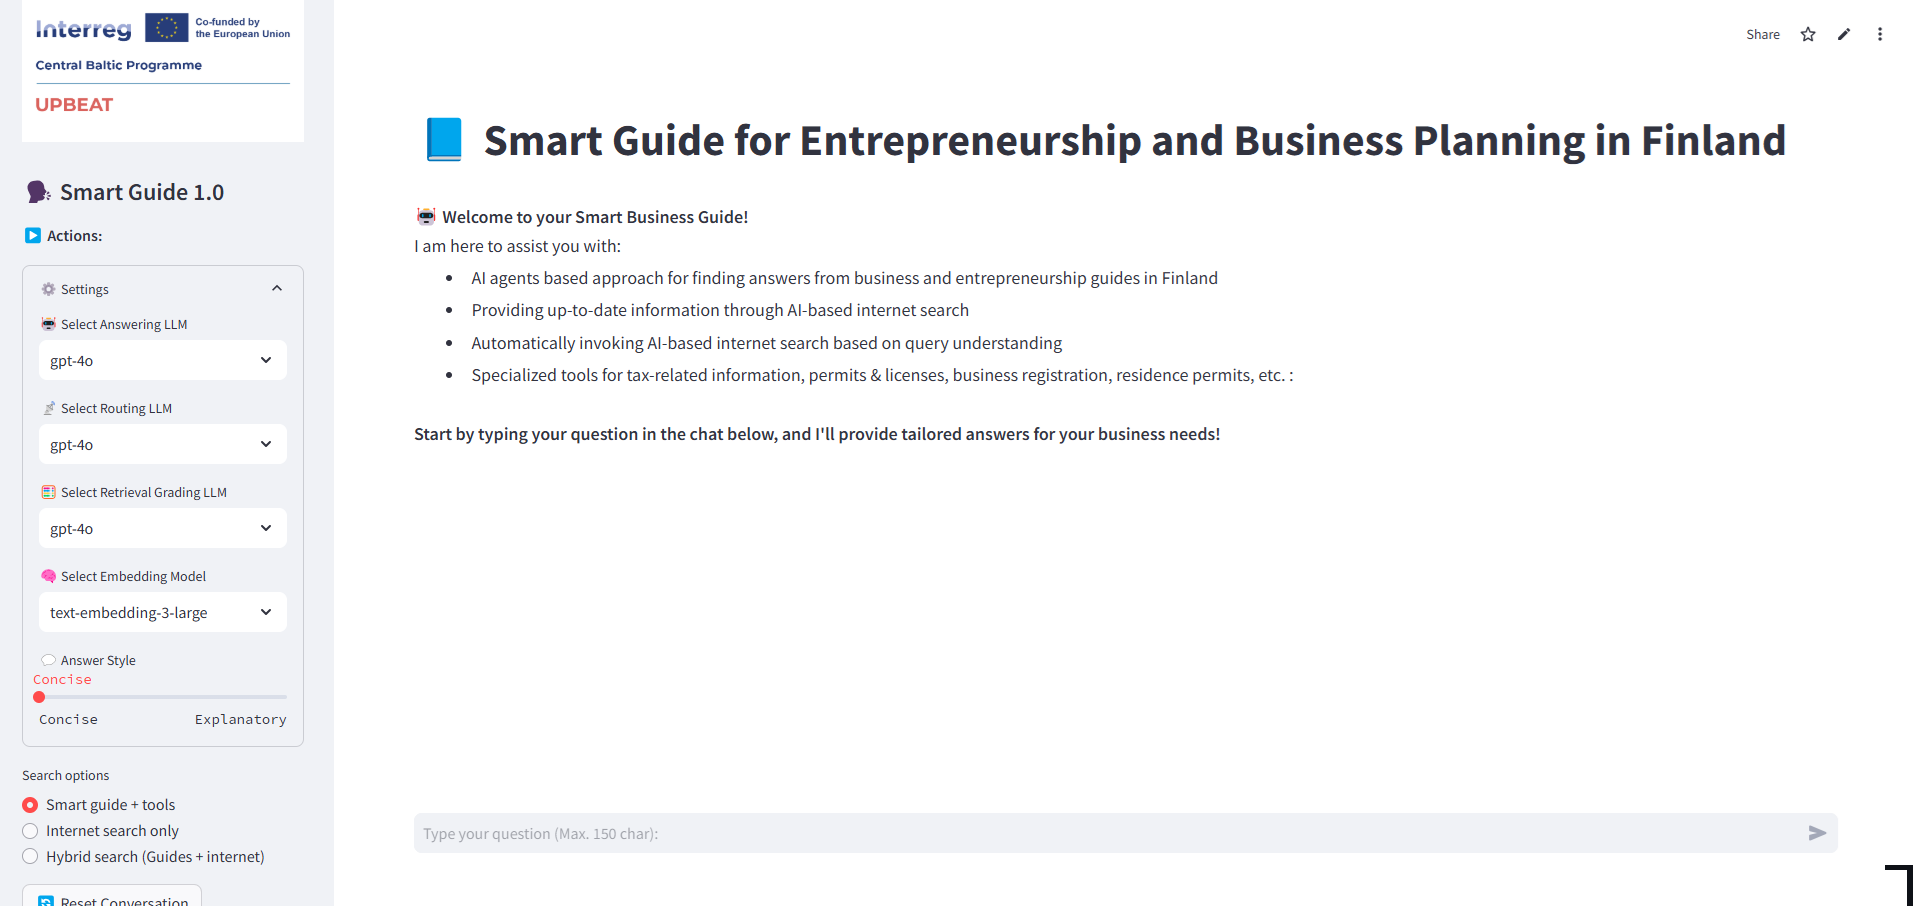 Interreg
Co-funded by
the European Union
Central Baltic Programme
UPBEAT
Smart Guide 1.0
Actions:
Settings
Select Answering LLM
gpt-4o
Select Routing LLM
gpt-4o
Select Retrieval Grading LLM
gpt-4o
Select Embedding Model
text-embedding-3-large
Answer Style
Concise
Concise Explanatory
Search options
Smart guide + tools
Internet search only
Hybrid search (Guides + internet)
Reset Conversation
Share
Smart Guide for Entrepreneurship and Business Planning in Finland
Welcome to your Smart Business Guide!
I am here to assist you with:
• AI agents based approach for finding answers from business and entrepreneurship guides in Finland
• Providing up-to-date information through AI-based internet search
• Automatically invoking AI-based internet search based on query understanding
• Specialized tools for tax-related information, permits & licenses, business registration, residence permits, etc. :
Start by typing your question in the chat below, and I'll provide tailored answers for your business needs!
Type your question (Max. 150 char):